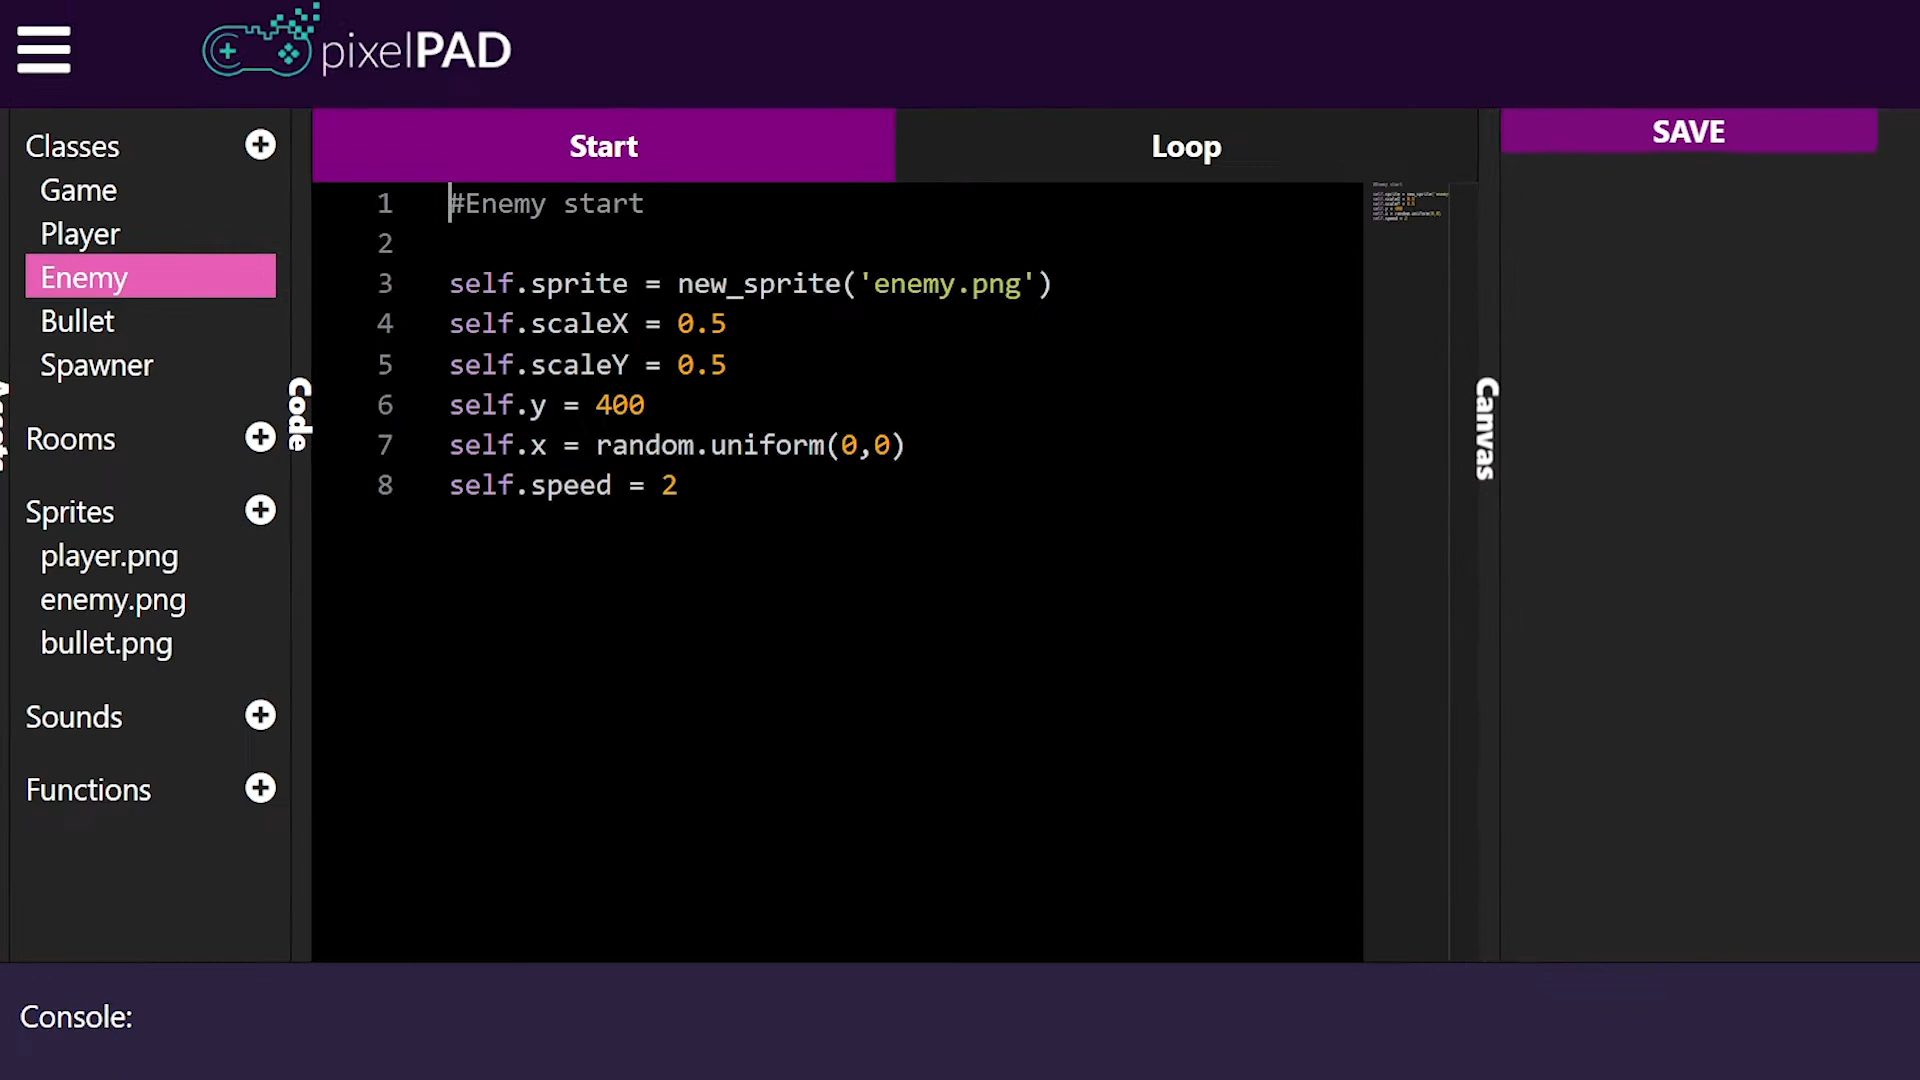 pixelPAD
Classes
Game
Player
Enemy
Bullet
Spawner
Rooms
Sprites
player.png
enemy.png
bullet.png
Sounds
Functions
Code
Start
Loop
1 #Enemy start
2
3 self.sprite = new_sprite('enemy.png')
4 self.scaleX = 0.5
5 self.scaleY = 0.5
6 self.y = 400
7 self.x = random.uniform(0,0)
8 self.speed = 2
Canvas
SAVE
Console: